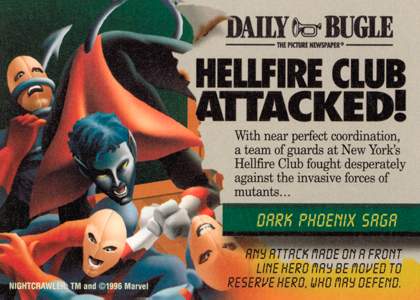 DAILY BUGLE
THE PICTURE NEWSPAPER®
HELLFIRE CLUB
ATTACKED!
With near perfect coordination,
a team of guards at New York's
Hellfire Club fought desperately
against the invasive forces of
mutants...
DARK PHOENIX SAGA
ANY ATTACK MADE ON A FRONT
LINE HERO MAY BE MOVED TO
RESERVE HERO, WHO MAY DEFEND.
NIGHTCRAWLER: TM and ©1996 Marvel